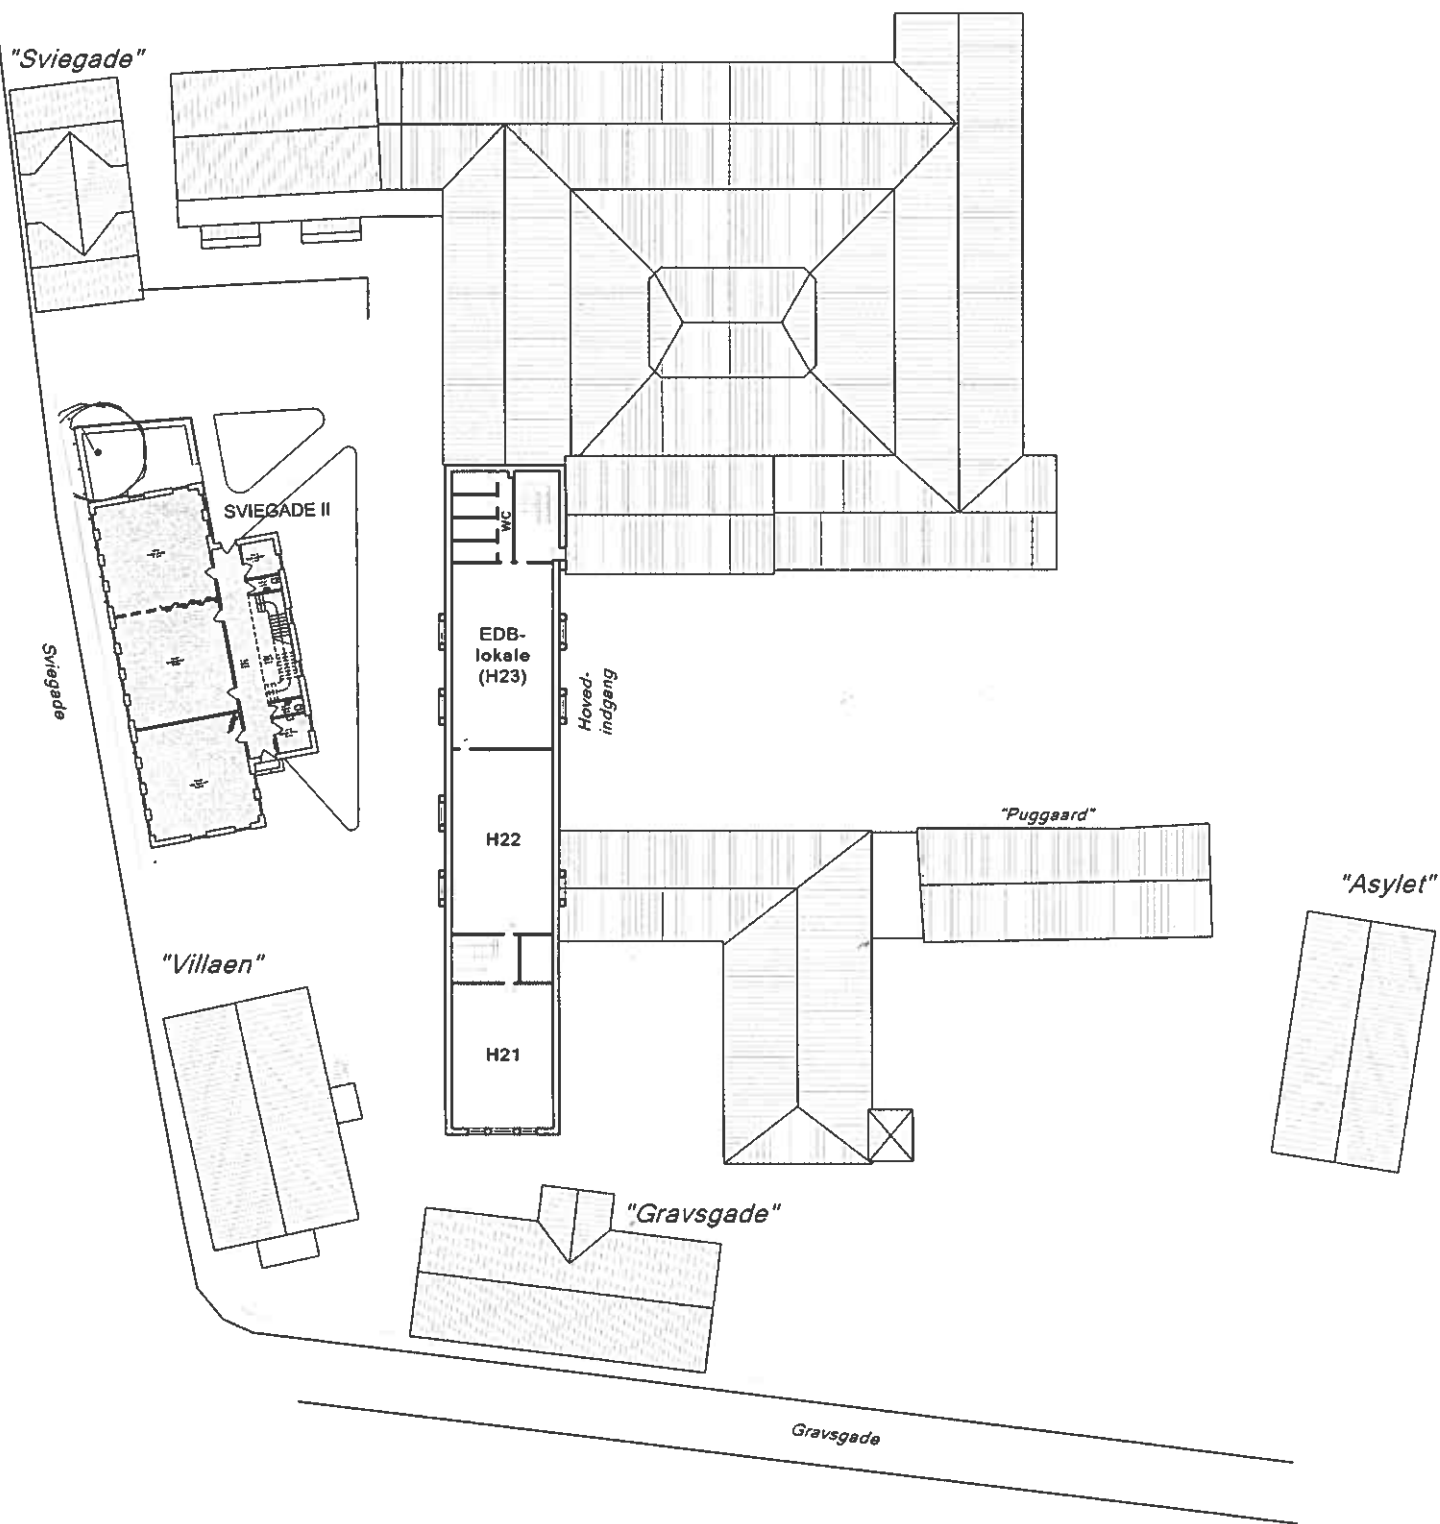 "Sviegade"
SVIEGADE II
WC
EDB-
lokale
(H23)
Hoved-
indgang
Sviegade
H22
"Puggaard"
"Asylet"
"Villaen"
H21
"Gravsgade"
Gravsgade